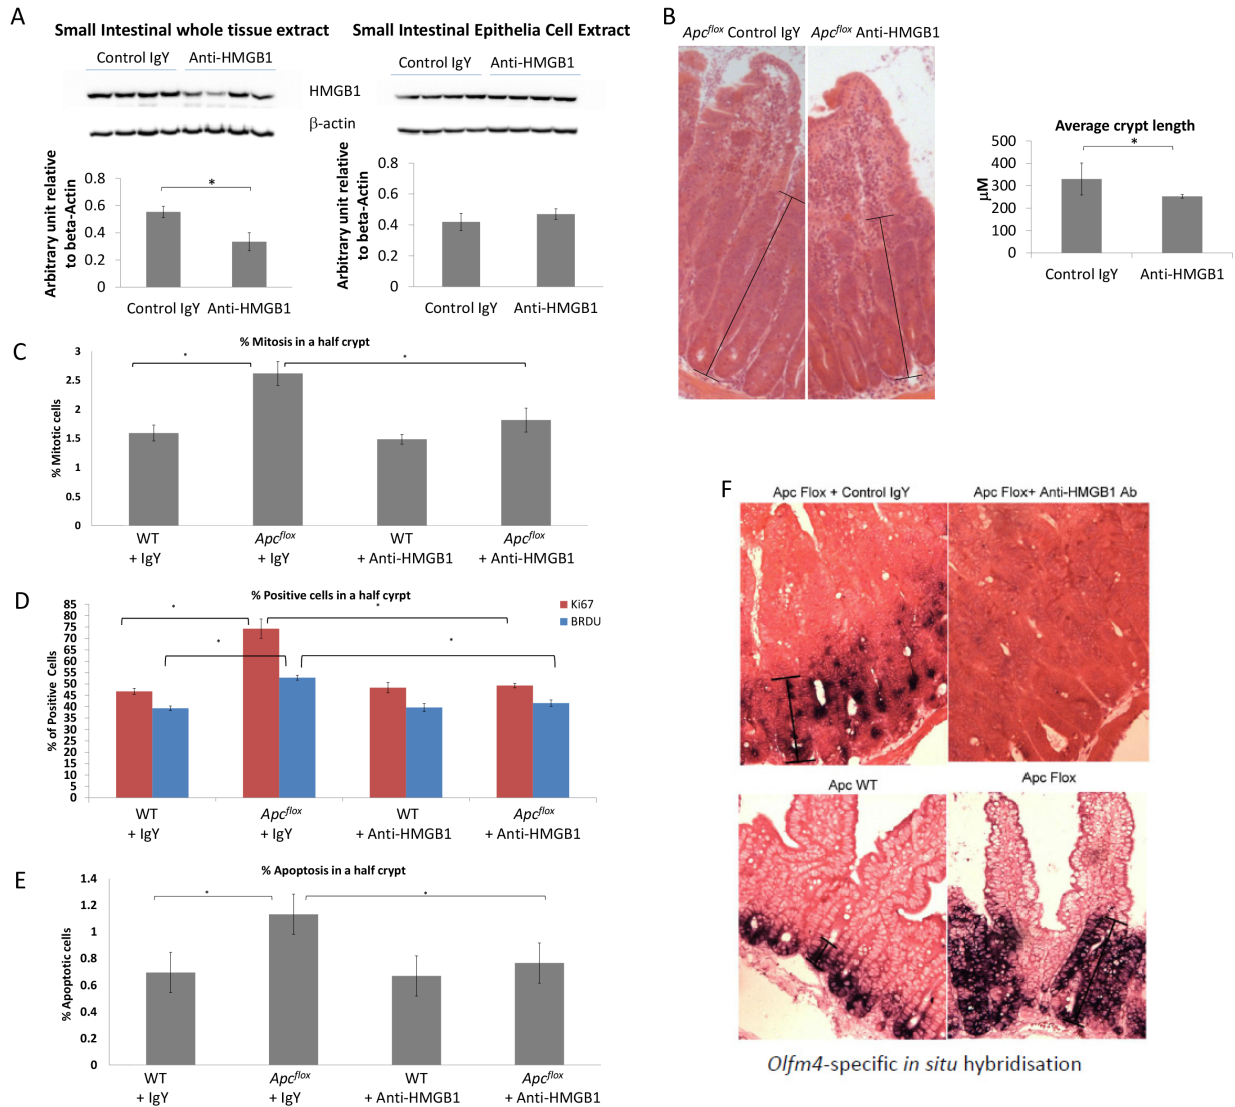 A
Small Intestinal whole tissue extract
Small Intestinal Epithelia Cell Extract
Control IgY
Anti-HMGB1
Control IgY
Anti-HMGB1
HMGB1
β-actin
Arbitrary unit relative
to beta-Actin
0.8
0.6
0.4
0.2
0
*
Control IgY
Anti-HMGB1
Arbitrary unit relative
to beta-Actin
0.8
0.6
0.4
0.2
0
Control IgY
Anti-HMGB1
B
Apcflox Control IgY
Apcflox Anti-HMGB1
Average crypt length
*
μM
500
400
300
200
100
0
Control IgY
Anti-HMGB1
C
% Mitosis in a half crypt
% Mitotic cells
3
2.5
2
1.5
1
0.5
0
*
*
WT
+ IgY
Apcflox
+ IgY
WT
+ Anti-HMGB1
Apcflox
+ Anti-HMGB1
D
% Positive cells in a half cyrpt
Ki67
BRDU
% of Positive Cells
85
80
75
70
65
60
55
50
45
40
35
30
25
20
15
10
5
0
*
*
*
*
WT
+ IgY
Apcflox
+ IgY
WT
+ Anti-HMGB1
Apcflox
+ Anti-HMGB1
E
% Apoptosis in a half crypt
% Apoptotic cells
1.4
1.2
1
0.8
0.6
0.4
0.2
0
*
*
WT
+ IgY
Apcflox
+ IgY
WT
+ Anti-HMGB1
Apcflox
+ Anti-HMGB1
F
Apc Flox + Control IgY
Apc Flox+ Anti-HMGB1 Ab
Apc WT
Apc Flox
Olfm4-specific in situ hybridisation